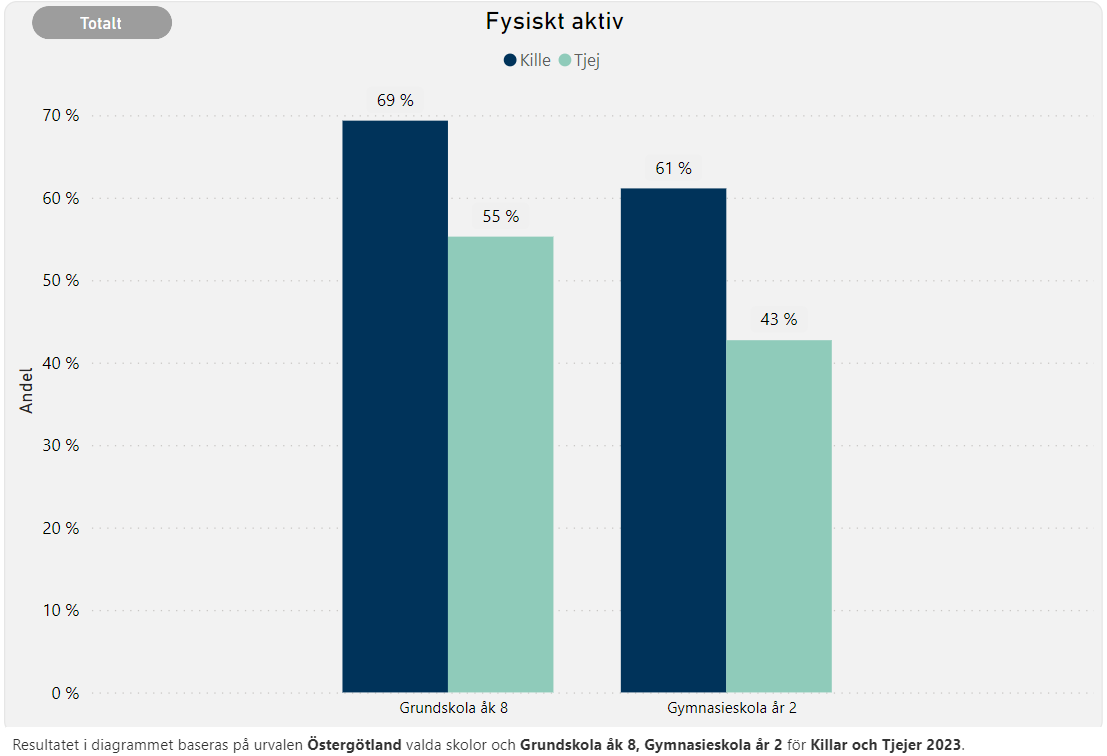 Totalt
Fysiskt aktiv
Kille Tjej
69 %
70 %
61 %
60 %
55 %
50 %
43 %
40 %
Andel
30 %
20 %
10 %
0 %
Grundskola åk 8 Gymnasieskola år 2
Resultatet i diagrammet baseras på urvalen Östergötland valda skolor och Grundskola åk 8, Gymnasieskola år 2 för Killar och Tjejer 2023.